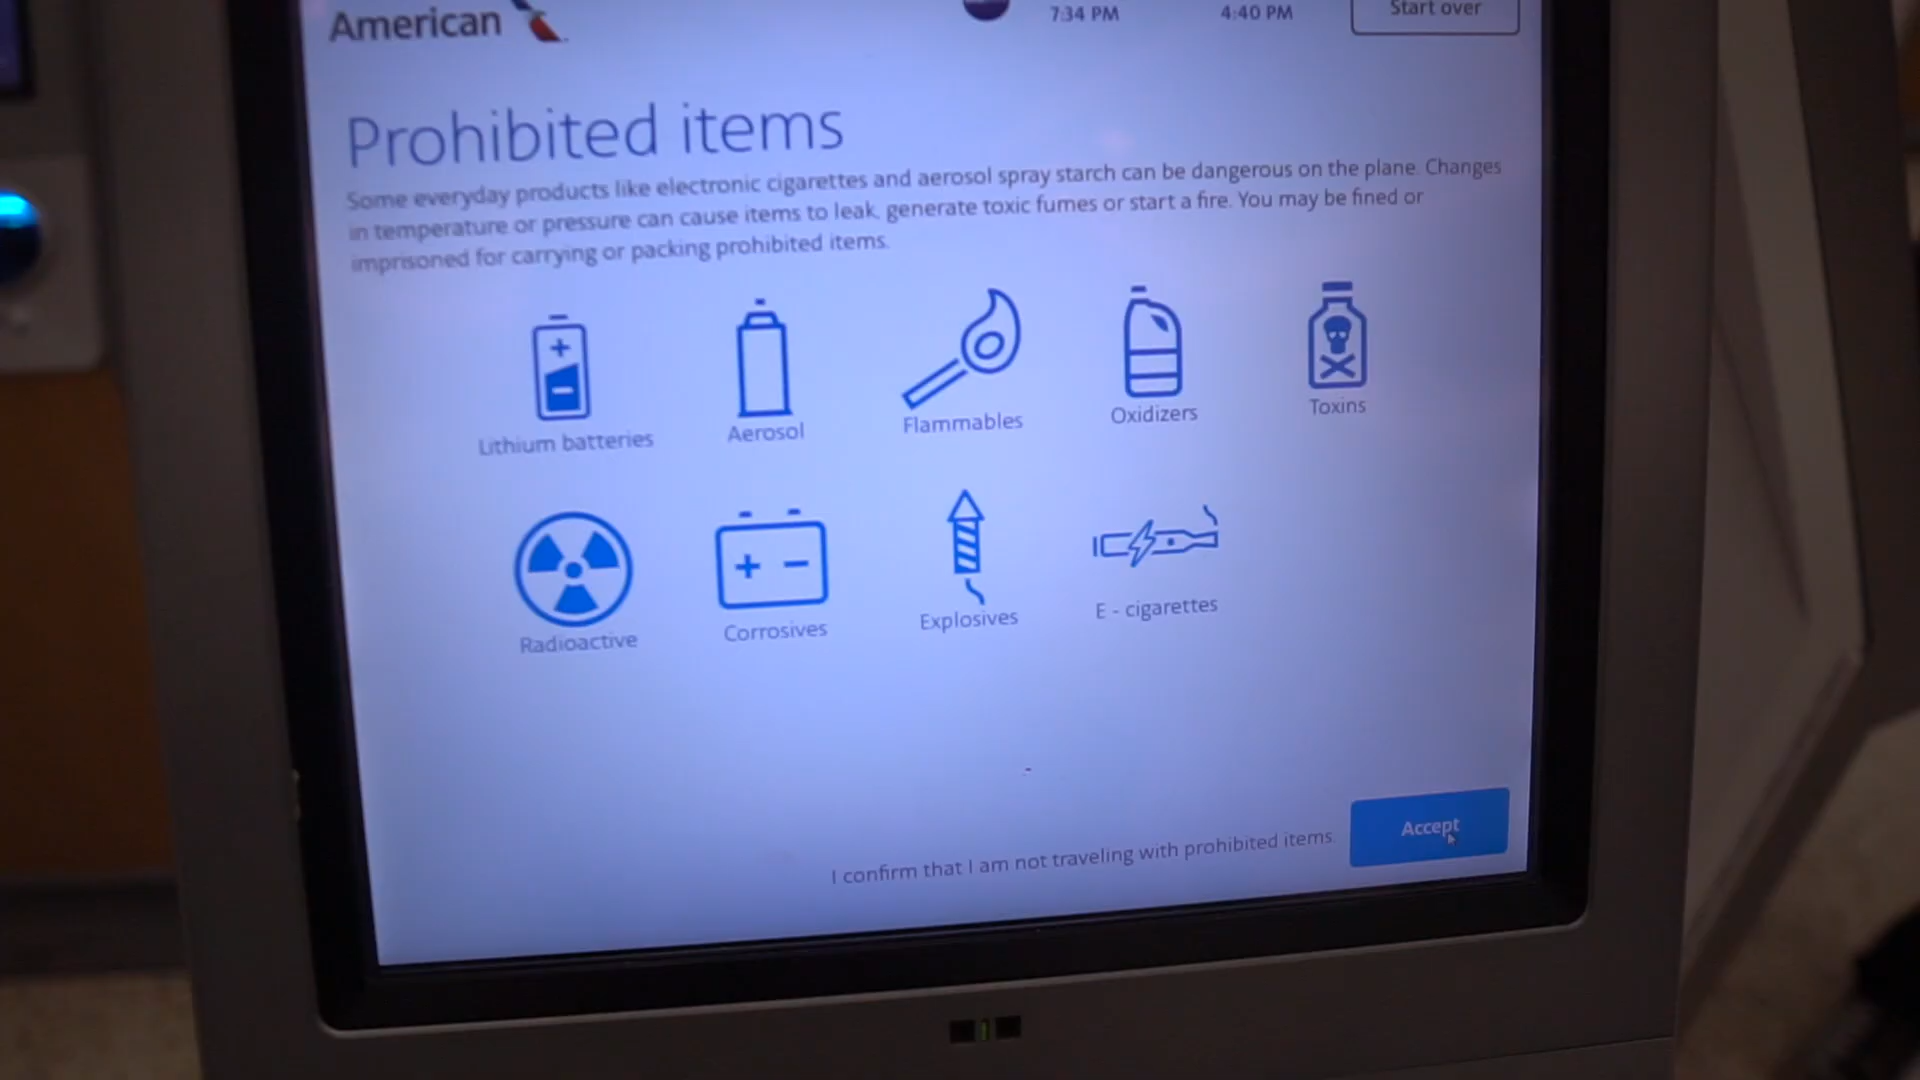 American
7:34 PM
4:40 PM
Start over
Prohibited items
Some everyday products like electronic cigarettes and aerosol spray starch can be dangerous on the plane. Changes
in temperature or pressure can cause items to leak, generate toxic fumes or start a fire. You may be fined or
imprisoned for carrying or packing prohibited items.
Lithium batteries
Aerosol
Flammables
Oxidizers
Toxins
Radioactive
Corrosives
Explosives
E - cigarettes
I confirm that I am not traveling with prohibited items.
Accept